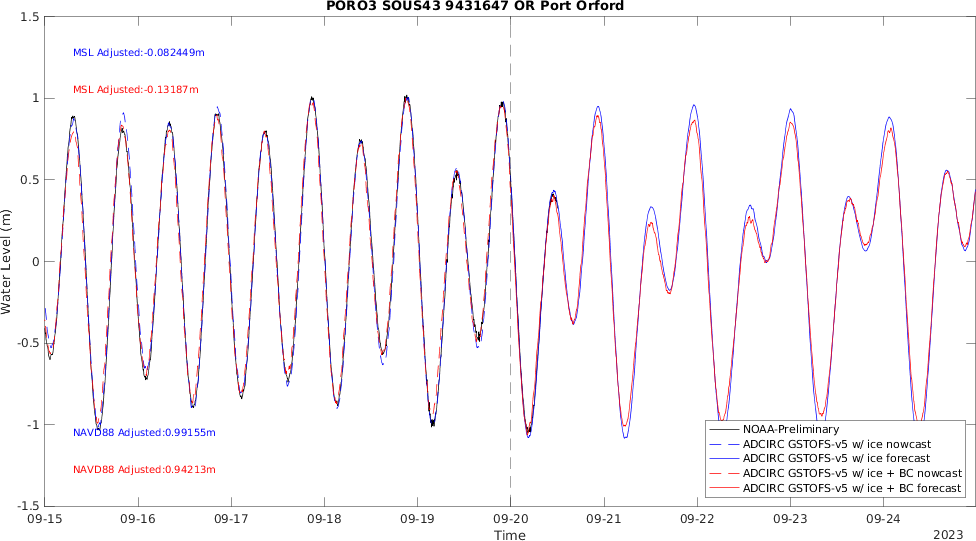 PORO3 SOUS43 9431647 OR Port Orford
1.5
MSL Adjusted:-0.082449m
MSL Adjusted:-0.13187m
1
0.5
0
-0.5
-1
-1.5
Water Level (m)
NAVD88 Adjusted:0.99155m
NAVD88 Adjusted:0.94213m
NOAA-Preliminary
ADCIRC GSTOFS-v5 w/ ice nowcast
ADCIRC GSTOFS-v5 w/ ice forecast
ADCIRC GSTOFS-v5 w/ ice + BC nowcast
ADCIRC GSTOFS-v5 w/ ice + BC forecast
09-15 09-16 09-17 09-18 09-19 09-20 09-21 09-22 09-23 09-24
Time
2023